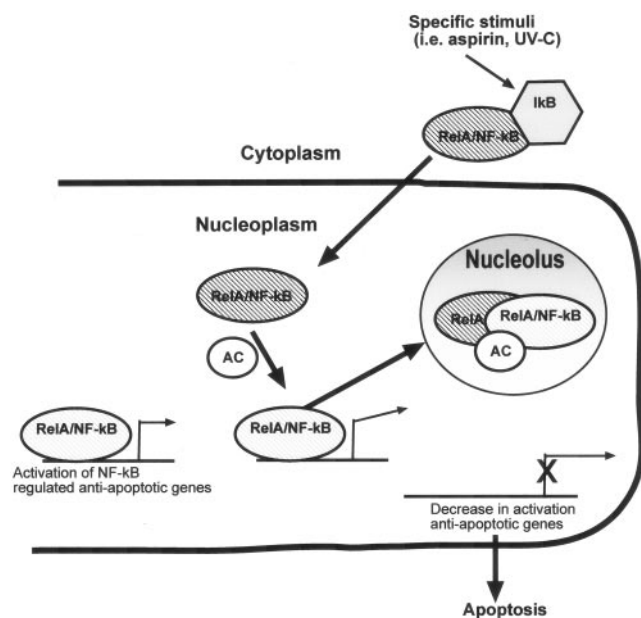 Specific stimuli
(i.e. aspirin, UV-C)
IkB
RelA/NF-kB
Cytoplasm
Nucleoplasm
RelA/NF-kB
AC
Nucleolus
RelA
RelA/NF-kB
AC
RelA/NF-kB
RelA/NF-kB
Activation of NF-kB
regulated anti-apoptotic genes
X
Decrease in activation
anti-apoptotic genes
Apoptosis